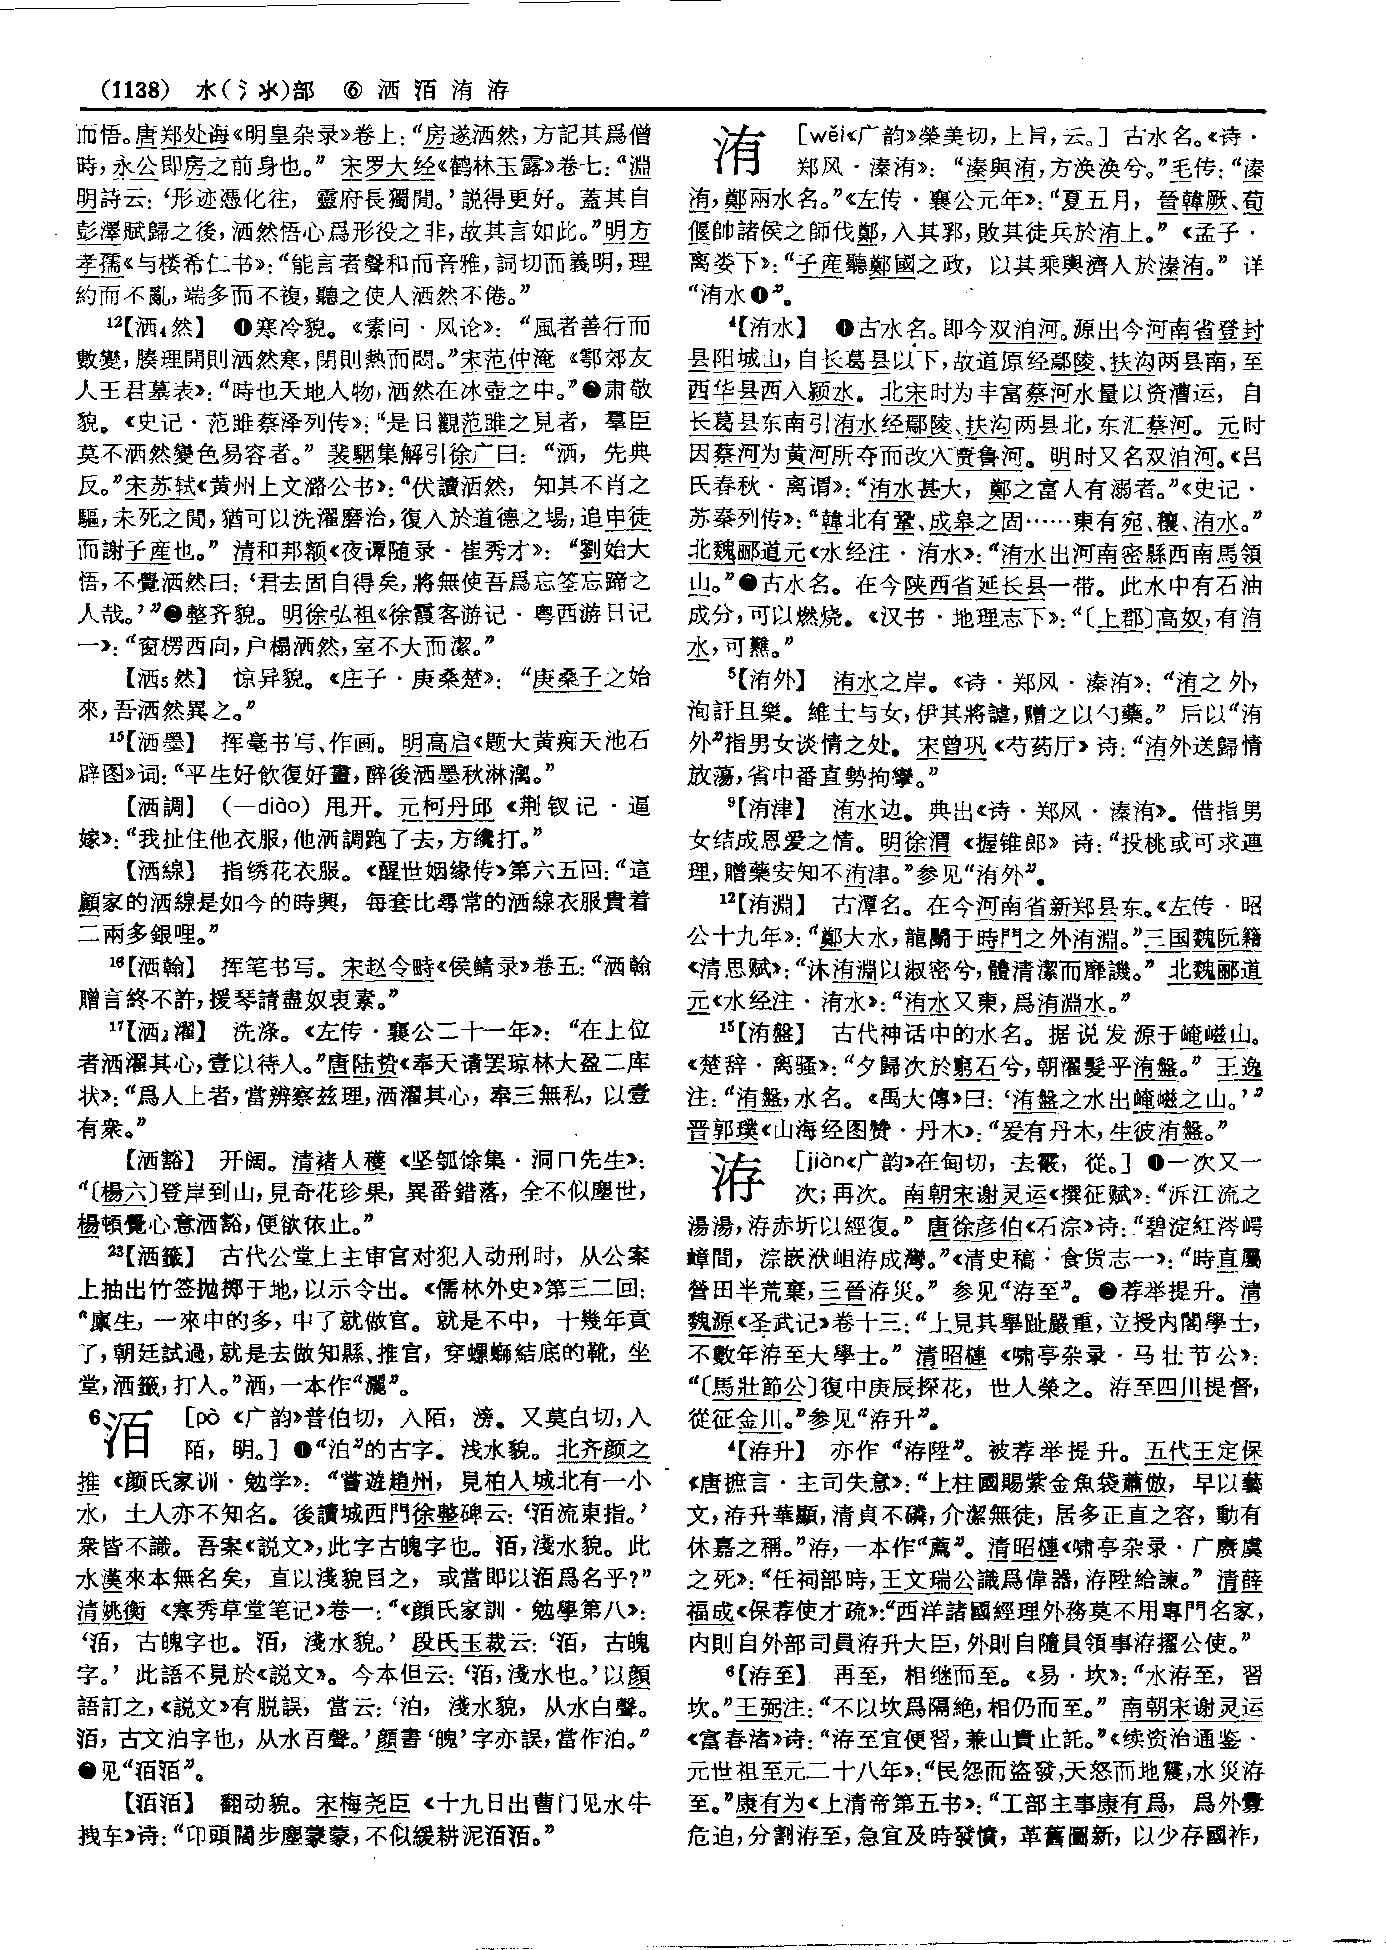 (1138) 水(氵氺)部 ⑥ 洒 洦 洧 洊
而悟。唐郑处诲《明皇杂录》卷上：“房遂洒然，方記其爲僧
時，永公即房之前身也。” 宋罗大经《鹤林玉露》卷七：“淵
明詩云：‘形迹憑化往，靈府長獨閒。’説得更好。蓋其自
彭澤賦歸之後，洒然悟心爲形役之非，故其言如此。”明方
孝孺《与楼希仁书》：“能言者聲和而音雅，詞切而義明，理
約而不亂，端多而不複，聽之使人洒然不倦。”
12【洒4然】 ❶寒冷貌。《素问·风论》：“風者善行而
數變，腠理開則洒然寒，閉則熱而悶。”宋范仲淹《鄠郊友
人王君墓表》：“時也天地人物，洒然在冰壺之中。”❷肃敬
貌。《史记·范雎蔡泽列传》：“是日觀范雎之見者，羣臣
莫不洒然變色易容者。”裴駰集解引徐广曰：“洒，先典
反。”宋苏轼《黄州上文潞公书》：“伏讀洒然，知其不肖之
軀，未死之間，猶可以洗濯磨治，復入於道德之場，追申徒
而謝子産也。” 清和邦额《夜谭随录·崔秀才》：“劉始大
悟，不覺洒然曰：‘君去固自得矣，將無使吾爲忘筌忘蹄之
人哉。’”❸整齐貌。明徐弘祖《徐霞客游记·粤西游日记
一》：“窗楞西向，户榻洒然，室不大而潔。”
【洒5然】 惊异貌。《庄子·庚桑楚》：“庚桑子之始
來，吾洒然異之。”
15【洒墨】 挥毫书写、作画。明高启《题大黄痴天池石
辟图》词：“平生好飲復好畫，醉後洒墨秋淋漓。”
【洒調】（—diào）甩开。元柯丹邱《荆钗记·逼
嫁》：“我扯住他衣服，他洒調跑了去，方纔打。”
【洒線】 指绣花衣服。《醒世姻缘传》第六五回：“這
顧家的洒線是如今的時興，每套比尋常的洒線衣服貴着
二兩多銀哩。”
16【洒翰】 挥笔书写。宋赵令畤《侯鲭录》卷五：“洒翰
贈言終不許，援琴請盡奴衷素。”
17【洒2濯】 洗涤。《左传·襄公二十一年》：“在上位
者洒濯其心，壹以待人。”唐陆贽《奉天请罢琼林大盈二库
状》：“爲人上者，當辨察兹理，洒濯其心，奉三無私，以壹
有衆。”
【洒豁】 开阔。清褚人穫《坚瓠馀集·洞口先生》：
“〔楊六〕登岸到山，見奇花珍果，異番錯落，全不似塵世，
楊頓覺心意洒豁，便欲依止。”
23【洒籤】 古代公堂上主审官对犯人动刑时，从公案
上抽出竹签抛掷于地，以示令出。《儒林外史》第三二回：
“廪生，一來中的多，中了就做官。就是不中，十幾年貢
了，朝廷試過，就是去做知縣、推官，穿螺螄結底的靴，坐
堂，洒籤，打人。”洒，一本作“灑”。
6洦 [pò《广韵》普伯切，入陌，滂。又莫白切，入
陌，明。] ❶“泊”的古字。浅水貌。北齐颜之
推《颜氏家训·勉学》：“嘗遊趙州，見柏人城北有一小
水，土人亦不知名。後讀城西門徐整碑云：‘洦流東指。’
衆皆不識。吾案《説文》，此字古魄字也。洦，淺水貌。此
水漢來本無名矣，直以淺貌目之，或當即以洦爲名乎？”
清姚衡《寒秀草堂笔记》卷一：“《顔氏家訓·勉學第八》：
‘洦，古魄字也。洦，淺水貌。’段氏玉裁云：‘洦，古魄
字。’此語不見於《説文》。今本但云：‘洦，淺水也。’以顔
語訂之，《説文》有脱誤，當云：‘泊，淺水貌，从水白聲。
洦，古文泊字也，从水百聲。’顔書‘魄’字亦誤，當作泊。”
❷见“洦洦”。
【洦洦】 翻动貌。宋梅尧臣《十九日出曹门见水牛
拽车》诗：“卬頭闊步塵蒙蒙，不似緩耕泥洦洦。”
洧 [wěi《广韵》榮美切，上旨，云。] 古水名。《诗·
郑风·溱洧》：“溱與洧，方涣涣兮。”毛传：“溱
洧，鄭兩水名。”《左传·襄公元年》：“夏五月，晉韓厥、荀
偃帥諸侯之師伐鄭，入其郛，敗其徒兵於洧上。” 《孟子·
离娄下》：“子産聽鄭國之政，以其乘輿濟人於溱洧。” 详
“洧水❶”。
4【洧水】 ❶古水名。即今双洎河。源出今河南省登封
县阳城山，自长葛县以下，故道原经鄢陵、扶沟两县南，至
西华县西入颍水。北宋时为丰富蔡河水量以资漕运，自
长葛县东南引洧水经鄢陵、扶沟两县北，东汇蔡河。元时
因蔡河为黄河所夺而改入贾鲁河。明时又名双洎河。《吕
氏春秋·离谓》：“洧水甚大，鄭之富人有溺者。”《史记·
苏秦列传》：“韓北有鞏、成皋之固……東有宛、穰、洧水。”
北魏郦道元《水经注·洧水》：“洧水出河南密縣西南馬領
山。”❷古水名。在今陕西省延长县一带。此水中有石油
成分，可以燃烧。《汉书·地理志下》：“〔上郡〕高奴，有洧
水，可𤓰。”
5【洧外】 洧水之岸。《诗·郑风·溱洧》：“洧之外，
洵訏且樂。維士与女，伊其將謔，贈之以勺藥。” 后以“洧
外”指男女谈情之处。宋曾巩《芍药厅》诗：“洧外送歸情
放蕩，省中番直勢拘攣。”
9【洧津】 洧水边。典出《诗·郑风·溱洧》。借指男
女结成恩爱之情。明徐渭《握锥郎》诗：“投桃或可求連
理，贈藥安知不洧津。”参见“洧外”。
12【洧淵】 古潭名。在今河南省新郑县东。《左传·昭
公十九年》：“鄭大水，龍鬭于時門之外洧淵。”三国魏阮籍
《清思赋》：“沐洧淵以淑密兮，體清潔而靡譏。” 北魏郦道
元《水经注·洧水》：“洧水又東，爲洧淵水。”
15【洧盤】 古代神话中的水名。据说发源于崦嵫山。
《楚辞·离骚》：“夕歸次於窮石兮，朝濯髮乎洧盤。” 王逸
注：“洧盤，水名。《禹大傳》曰：‘洧盤之水出崦嵫之山。’”
晋郭璞《山海经图赞·丹木》：“爰有丹木，生彼洧盤。”
洊 [jiàn《广韵》在甸切，去霰，從。] ❶一次又一
次；再次。南朝宋谢灵运《撰征赋》：“泝江流之
湯湯，洊赤圻以經復。” 唐徐彦伯《石淙》诗：“碧淀紅涔崿
嶂間，淙嵌洑岨洊成灣。”《清史稿·食货志一》：“時直屬
營田半荒棄，三晉洊災。” 参见“洊至”。❷荐举提升。清
魏源《圣武记》卷十三：“上見其擧趾嚴重，立授内閣學士，
不數年洊至大學士。” 清昭梿《啸亭杂录·马壮节公》：
“〔馬壯節公〕復中庚辰探花，世人榮之。洊至四川提督，
從征金川。”参见“洊升”。
4【洊升】 亦作“洊陞”。被荐举提升。五代王定保
《唐摭言·主司失意》：“上柱國賜紫金魚袋蕭倣，早以藝
文，洊升華顯，清貞不磷，介潔無徒，居多正直之容，動有
休嘉之稱。”洊，一本作“薦”。清昭梿《啸亭杂录·广赓虞
之死》：“任祠部時，王文瑞公識爲偉器，洊陞給諫。” 清薛
福成《保荐使才疏》：“西洋諸國經理外務莫不用專門名家，
内則自外部司員洊升大臣，外則自隨員領事洊擢公使。”
6【洊至】 再至，相继而至。《易·坎》：“水洊至，習
坎。”王弼注：“不以坎爲隔絶，相仍而至。” 南朝宋谢灵运
《富春渚》诗：“洊至宜便習，兼山貴止託。”《续资治通鉴·
元世祖至元二十八年》：“民怨而盗發，天怒而地震，水災洊
至。”康有为《上清帝第五书》：“工部主事康有爲，爲外釁
危迫，分割洊至，急宜及時發憤，革舊圖新，以少存國祚，